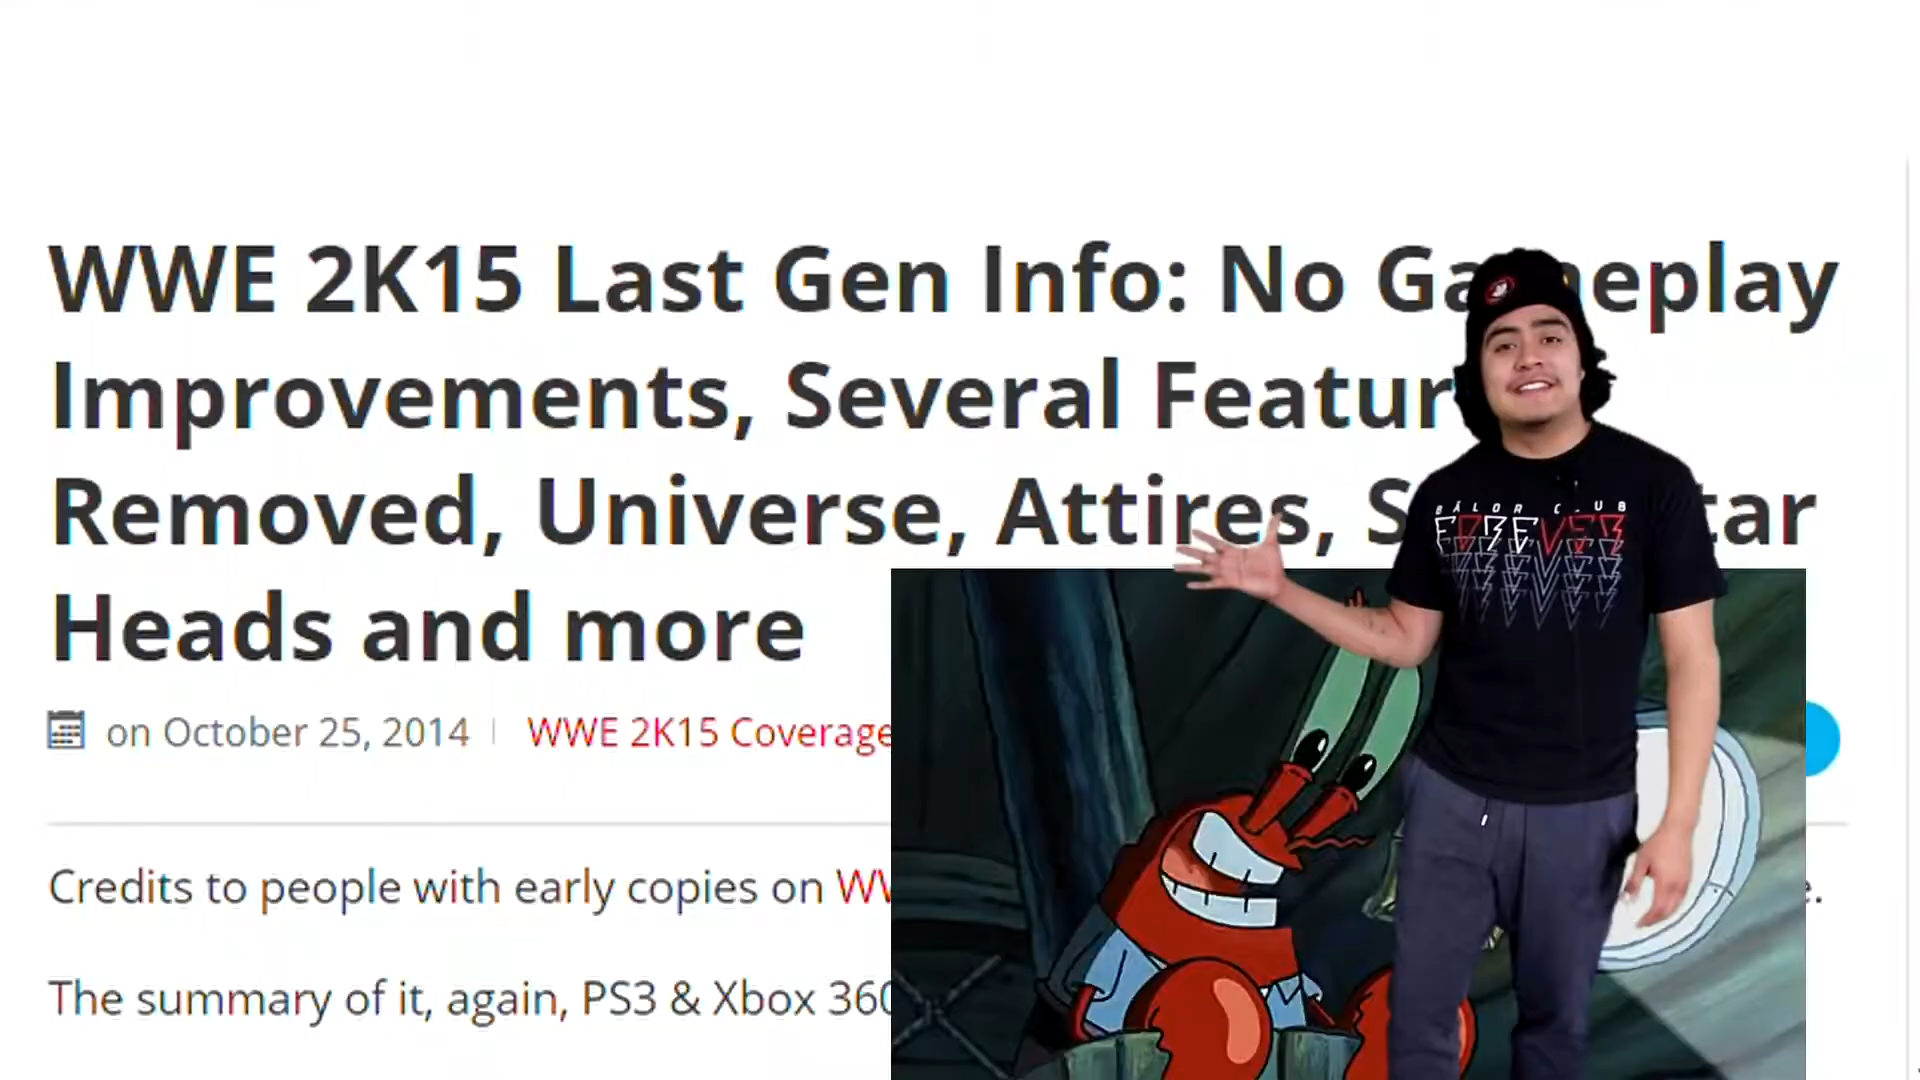 WWE 2K15 Last Gen Info: No Gameplay
Improvements, Several Featur
Removed, Universe, Attires, S tar
Heads and more
on October 25, 2014 | WWE 2K15 Coverage
Credits to people with early copies on WW
The summary of it, again, PS3 & Xbox 360
BÁLOR CLUB